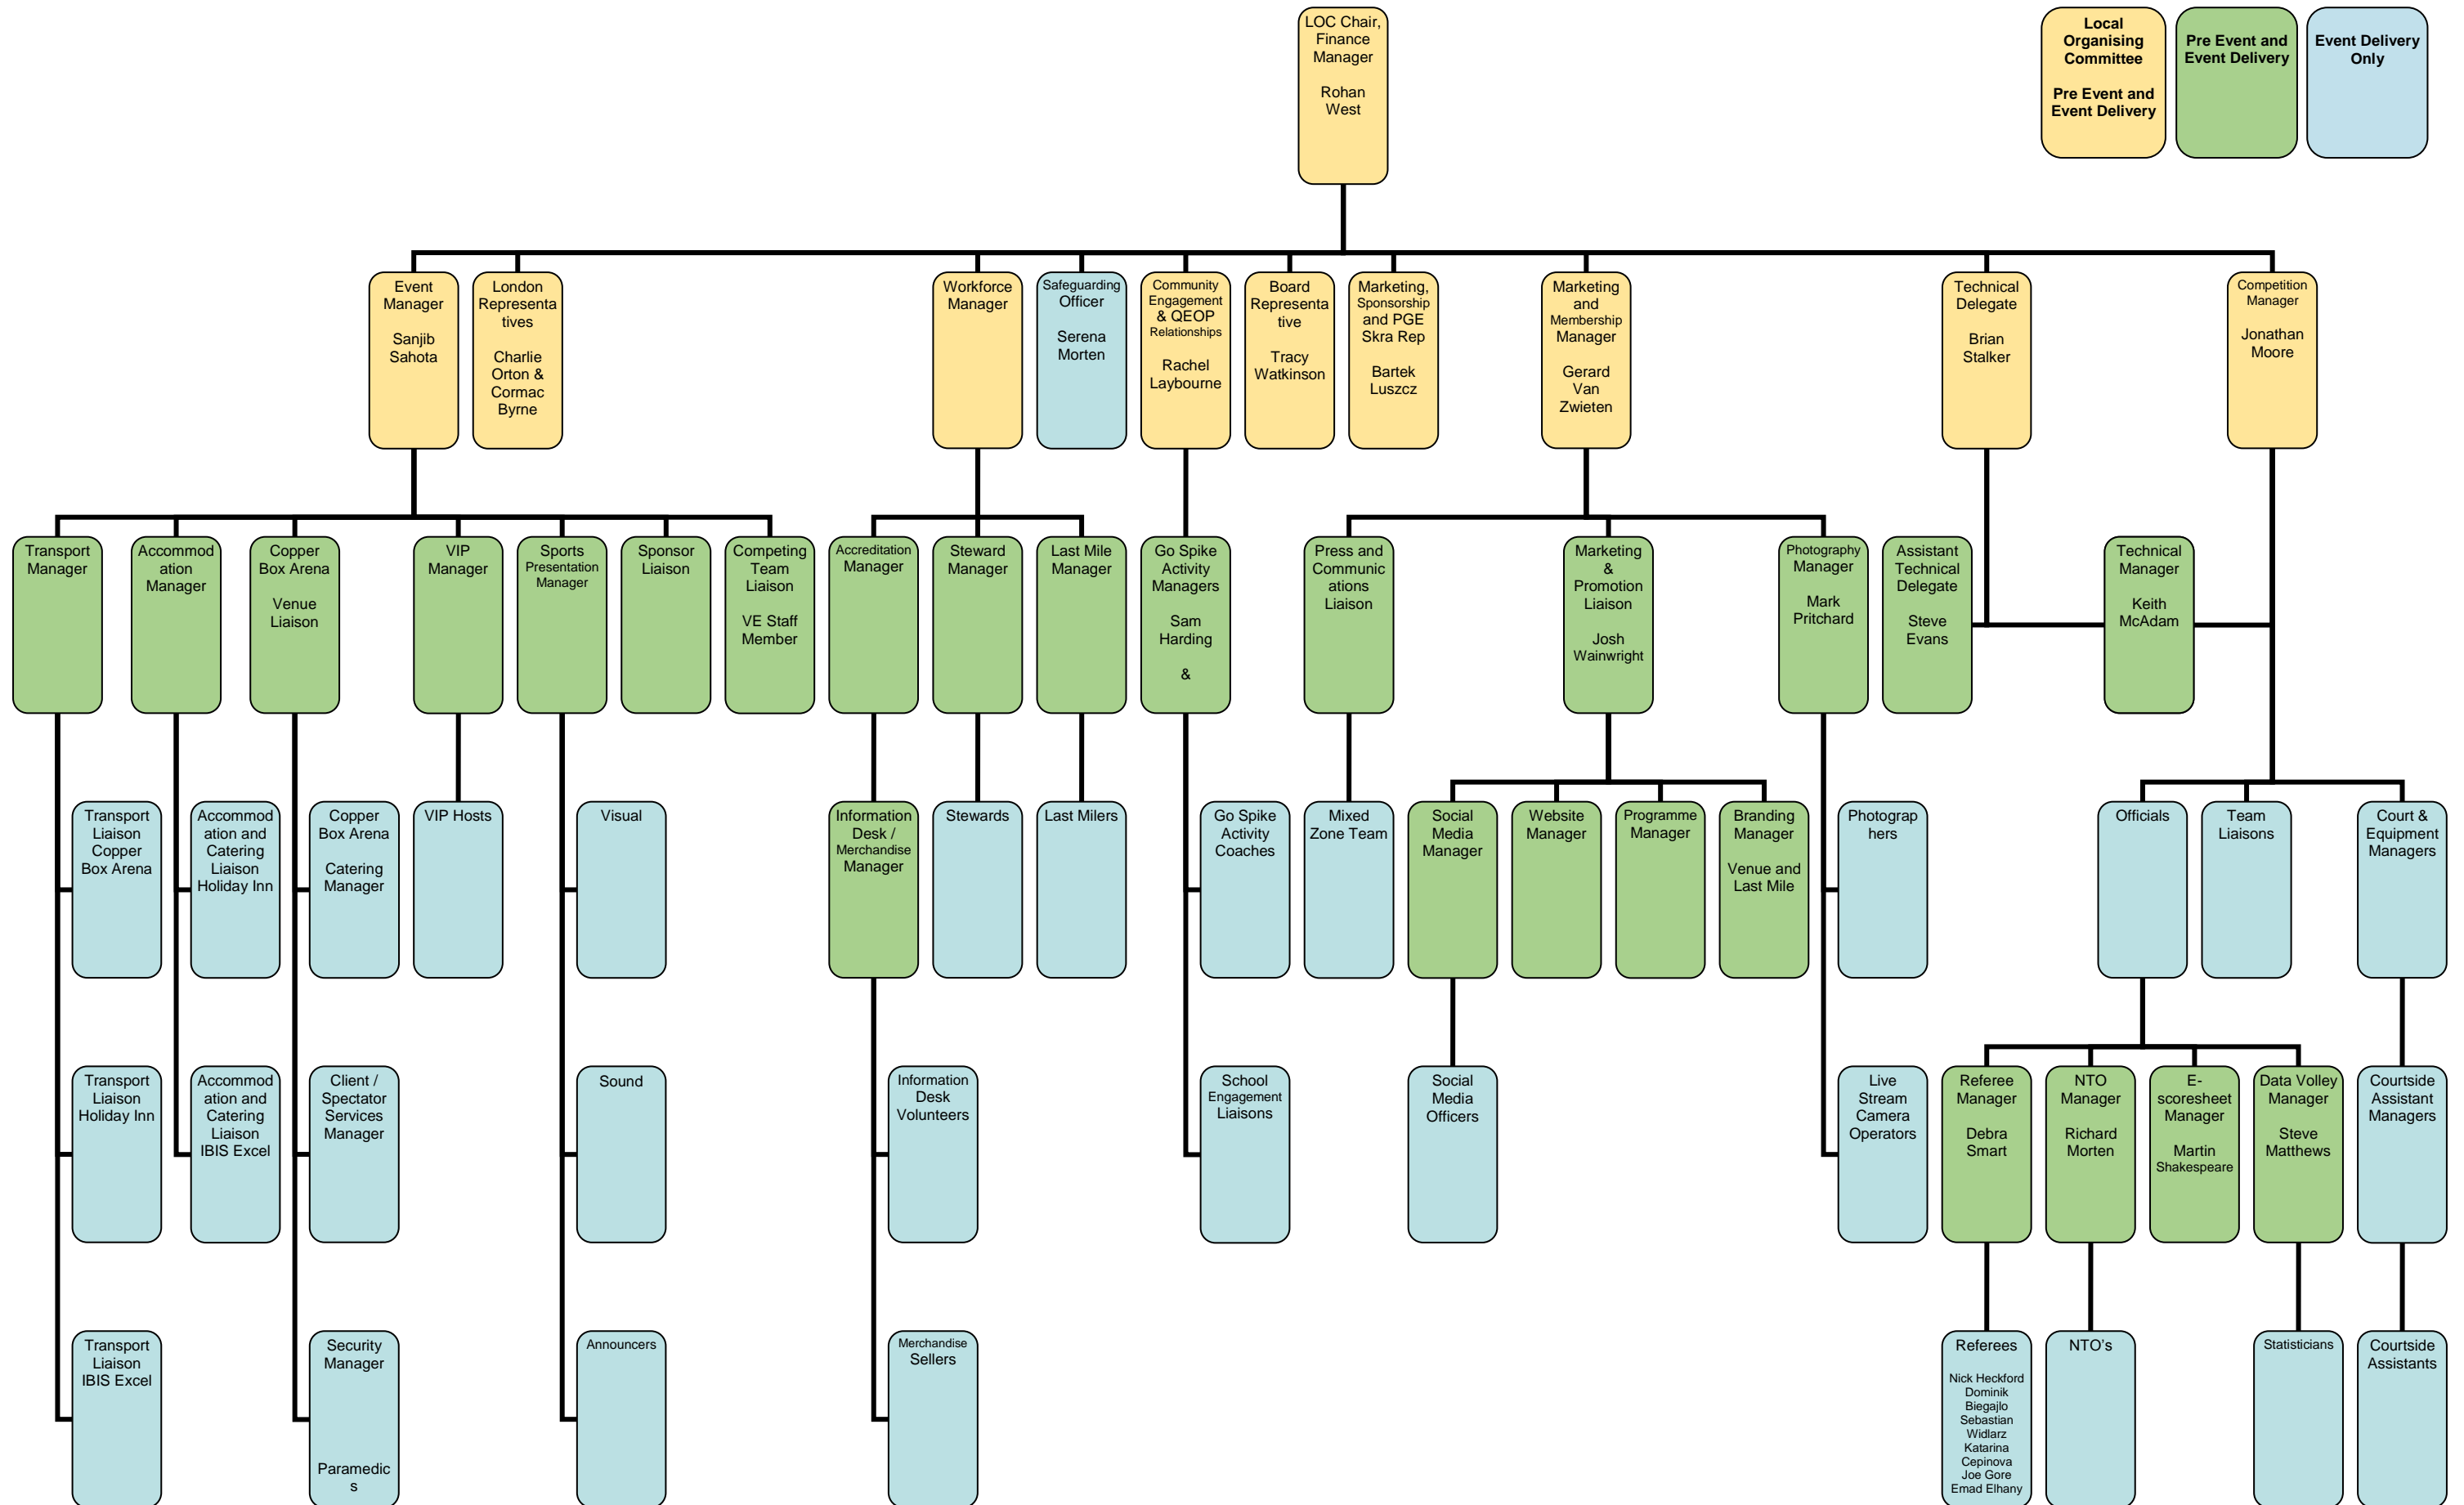 LOC Chair,
Finance
Manager
Rohan
West
Local
Organising
Committee
Pre Event and
Event Delivery
Pre Event and
Event Delivery
Event Delivery
Only
Event
Manager
Sanjib
Sahota
London
Representa
tives
Charlie
Orton &
Cormac
Byrne
Workforce
Manager
Safeguarding
Officer
Serena
Morten
Community
Engagement
& QEOP
Relationships
Rachel
Laybourne
Board
Representa
tive
Tracy
Watkinson
Marketing,
Sponsorship
and PGE
Skra Rep
Bartek
Luszcz
Marketing
and
Membership
Manager
Gerard
Van
Zwieten
Technical
Delegate
Brian
Stalker
Competition
Manager
Jonathan
Moore
Transport
Manager
Accommod
ation
Manager
Copper
Box Arena
Venue
Liaison
VIP
Manager
Sports
Presentation
Manager
Sponsor
Liaison
Competing
Team
Liaison
VE Staff
Member
Accreditation
Manager
Steward
Manager
Last Mile
Manager
Go Spike
Activity
Managers
Sam
Harding
&
Press and
Communic
ations
Liaison
Marketing
&
Promotion
Liaison
Josh
Wainwright
Photography
Manager
Mark
Pritchard
Assistant
Technical
Delegate
Steve
Evans
Technical
Manager
Keith
McAdam
Transport
Liaison
Copper
Box Arena
Accommod
ation and
Catering
Liaison
Holiday Inn
Copper
Box Arena
Catering
Manager
VIP Hosts
Visual
Information
Desk /
Merchandise
Manager
Stewards
Last Milers
Go Spike
Activity
Coaches
Mixed
Zone Team
Social
Media
Manager
Website
Manager
Programme
Manager
Branding
Manager
Venue and
Last Mile
Photograp
hers
Officials
Team
Liaisons
Court &
Equipment
Managers
Transport
Liaison
Holiday Inn
Accommod
ation and
Catering
Liaison
IBIS Excel
Client /
Spectator
Services
Manager
Sound
Information
Desk
Volunteers
School
Engagement
Liaisons
Social
Media
Officers
Live
Stream
Camera
Operators
Referee
Manager
Debra
Smart
NTO
Manager
Richard
Morten
E-
scoresheet
Manager
Martin
Shakespeare
Data Volley
Manager
Steve
Matthews
Courtside
Assistant
Managers
Transport
Liaison
IBIS Excel
Security
Manager
Paramedic
s
Announcers
Merchandise
Sellers
Referees
Nick Heckford
Dominik
Biegajlo
Sebastian
Widlarz
Katarina
Cepinova
Joe Gore
Emad Elhany
NTO's
Statisticians
Courtside
Assistants